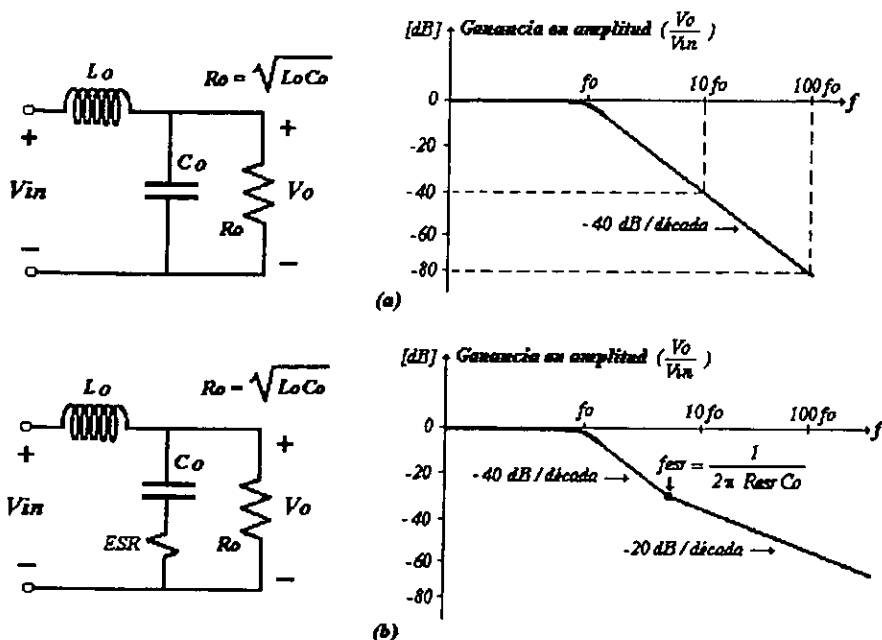 Lo
Ro = √LoCo
+
Vin
−
Co
Ro
+
Vo
−
[dB] Ganancia en amplitud (Vo/Vin)
fo 10fo 100fo f
0
-20
-40
-60
-80
-40 dB/década →
(a)
Lo
Ro = √LoCo
+
Vin
−
Co
ESR
Ro
+
Vo
−
[dB] Ganancia en amplitud (Vo/Vin)
fo 10fo 100fo f
0
-20
-40
-60
-80
-40 dB/década →
fesr = 1/2π Resr Co
-20 dB/década →
(b)